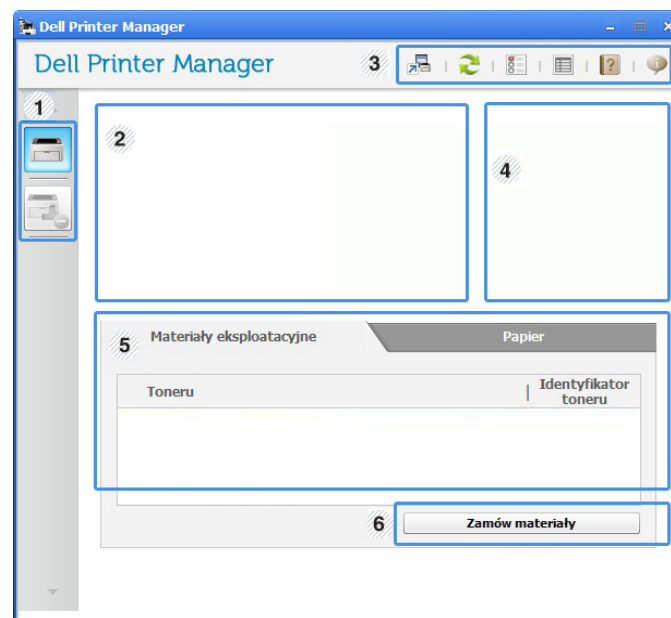 Dell Printer Manager
Dell Printer Manager
3
1
2
4
5
Materiały eksploatacyjne
Papier
Toneru
Identyfikator
toneru
6
Zamów materiały